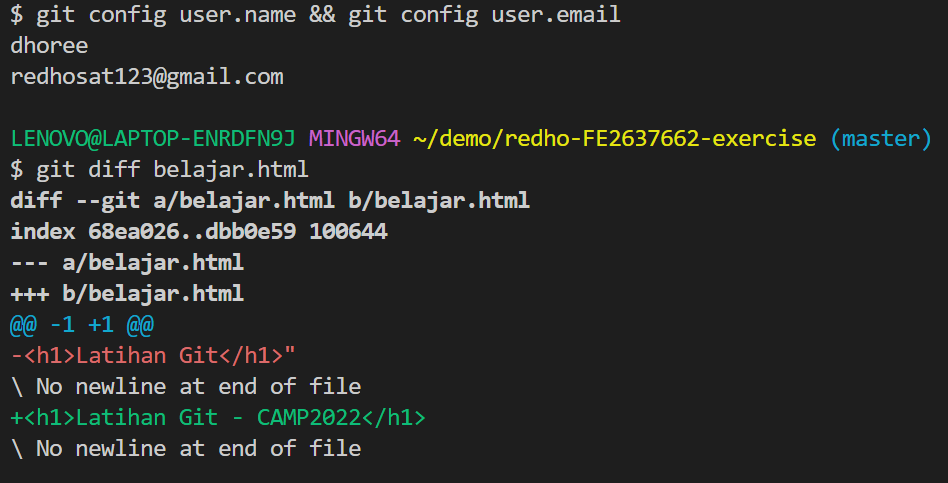 $ git config user.name && git config user.email
dhoree
redhosat123@gmail.com
LENOVO@LAPTOP-ENRDFN9J MINGW64 ~/demo/redho-FE2637662-exercise (master)
$ git diff belajar.html
diff --git a/belajar.html b/belajar.html
index 68ea026..dbb0e59 100644
--- a/belajar.html
+++ b/belajar.html
@@ -1 +1 @@
-<h1>Latihan Git</h1>"
\ No newline at end of file
+<h1>Latihan Git - CAMP2022</h1>
\ No newline at end of file